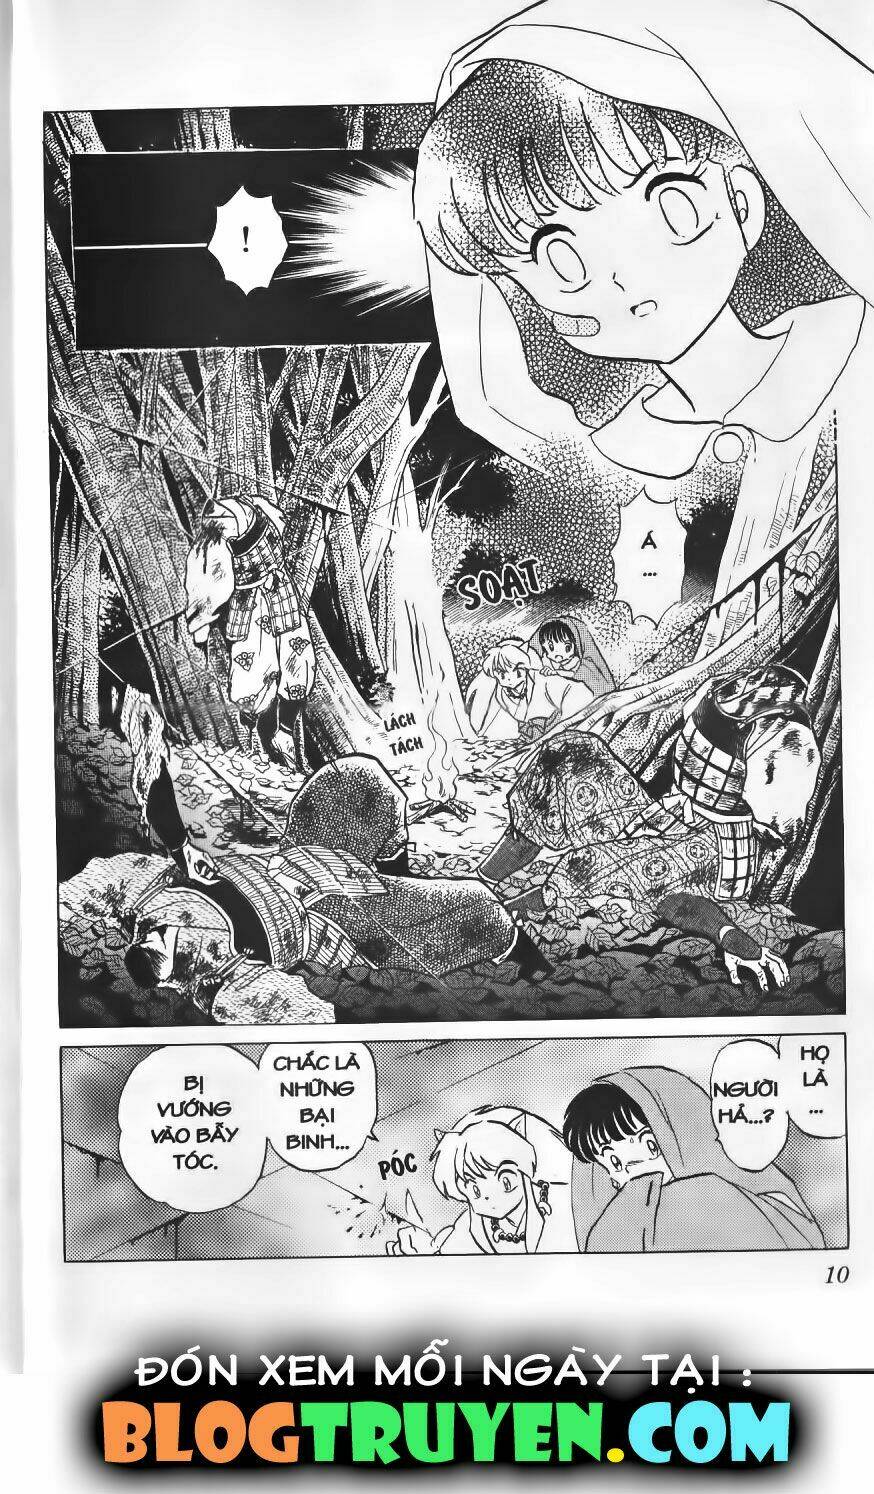 !
Á
...
SOẠT
LÁCH
TÁCH
HỌ
LÀ
...
NGƯỜI
HẢ...?
CHẮC LÀ
NHỮNG
BẠI
BINH...
BỊ
VƯỚNG
VÀO BẪY
TÓC.
PÓC
10
ĐÓN XEM MỖI NGÀY TẠI :
BLOGTRUYEN.COM